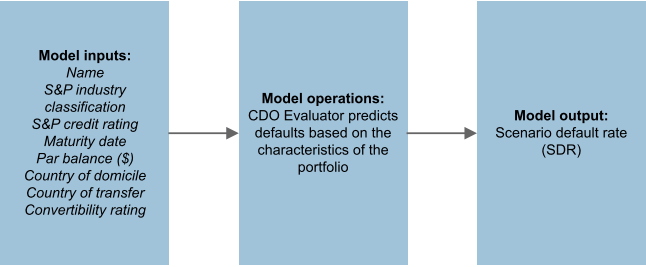 Model inputs:
Name
S&P industry
classification
S&P credit rating
Maturity date
Par balance ($)
Country of domicile
Country of transfer
Convertibility rating
Model operations:
CDO Evaluator predicts
defaults based on the
characteristics of the
portfolio
Model output:
Scenario default rate
(SDR)